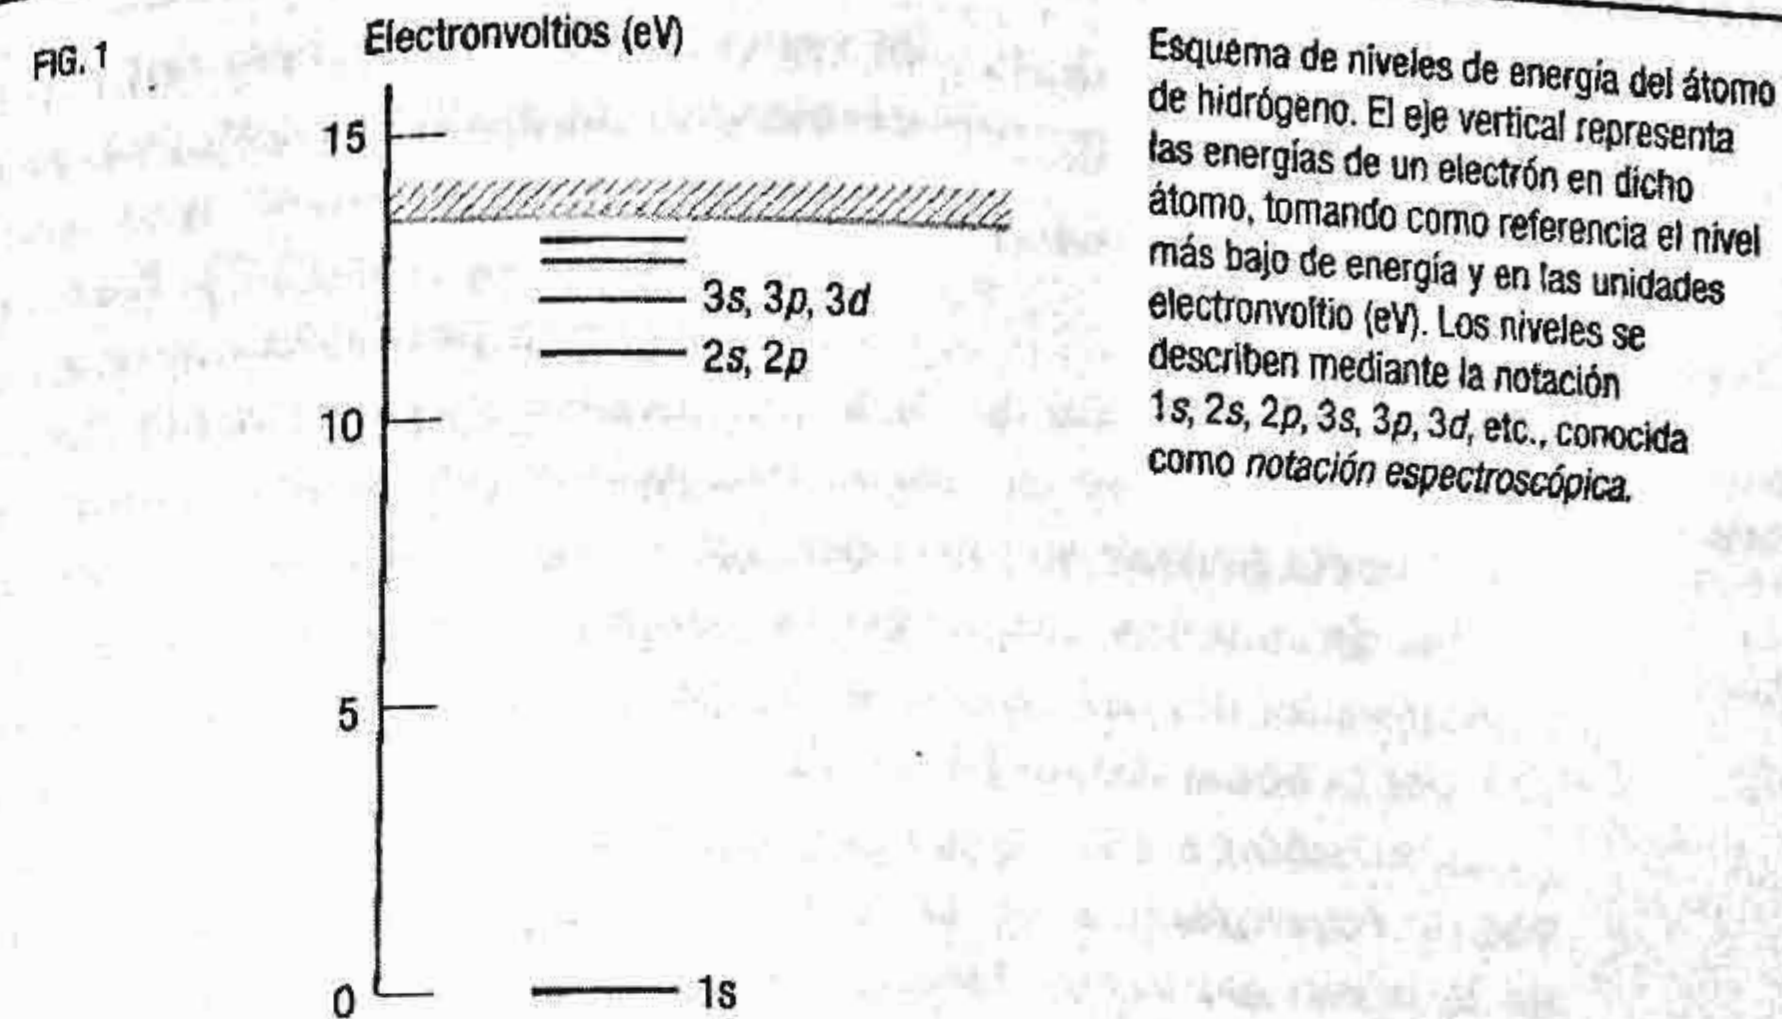 FIG. 1
Electronvoltios (eV)
15
3s, 3p, 3d
2s, 2p
10
5
0
1s
Esquema de niveles de energía del átomo
de hidrógeno. El eje vertical representa
las energías de un electrón en dicho
átomo, tomando como referencia el nivel
más bajo de energía y en las unidades
electronvoltio (eV). Los niveles se
describen mediante la notación
1s, 2s, 2p, 3s, 3p, 3d, etc., conocida
como notación espectroscópica.